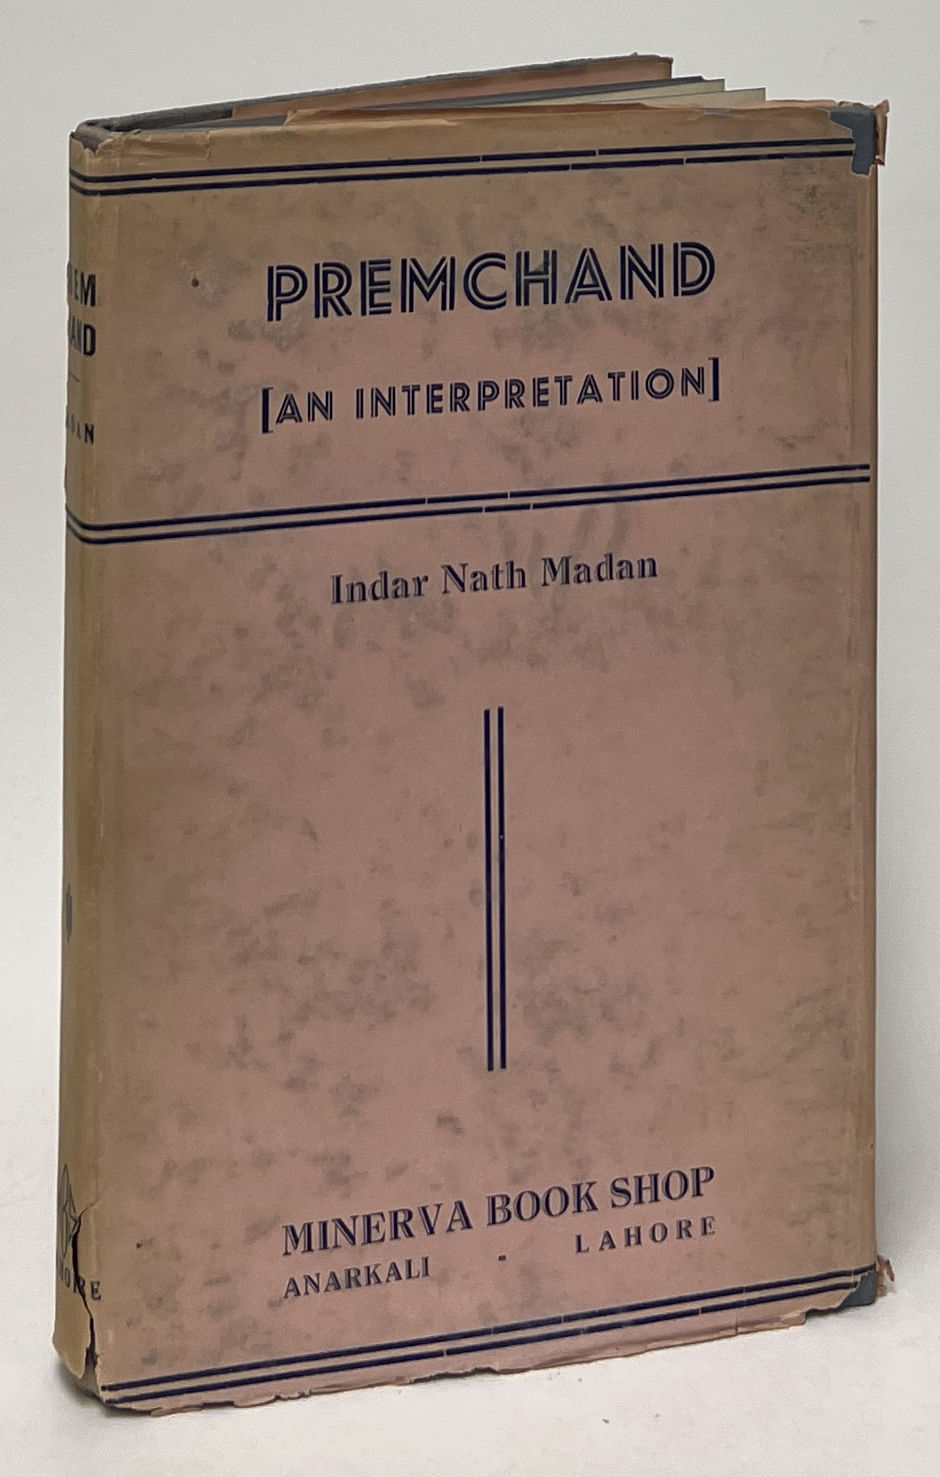 PREMCHAND
[AN INTERPRETATION]
Indar Nath Madan
MINERVA BOOK SHOP
ANARKALI - LAHORE